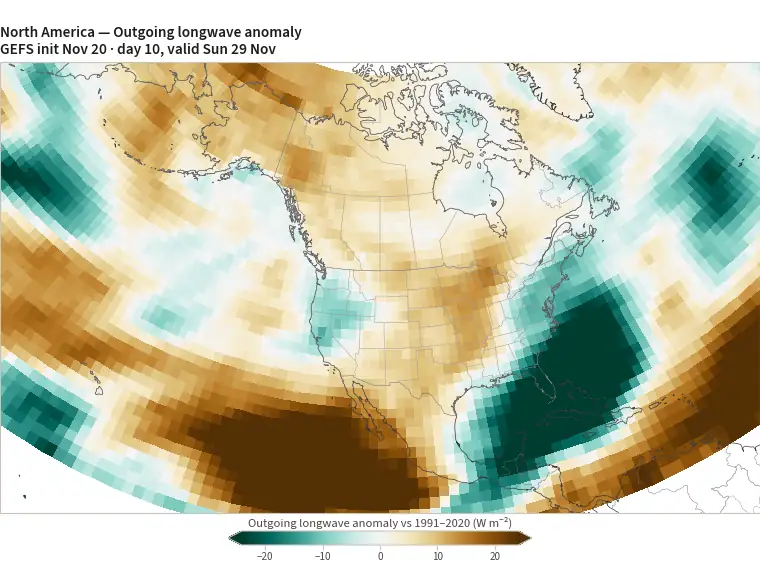 North America — Outgoing longwave anomaly
GEFS init Nov 20 · day 10, valid Sun 29 Nov
Outgoing longwave anomaly vs 1991–2020 (W m⁻²)
−20 −10 0 10 20